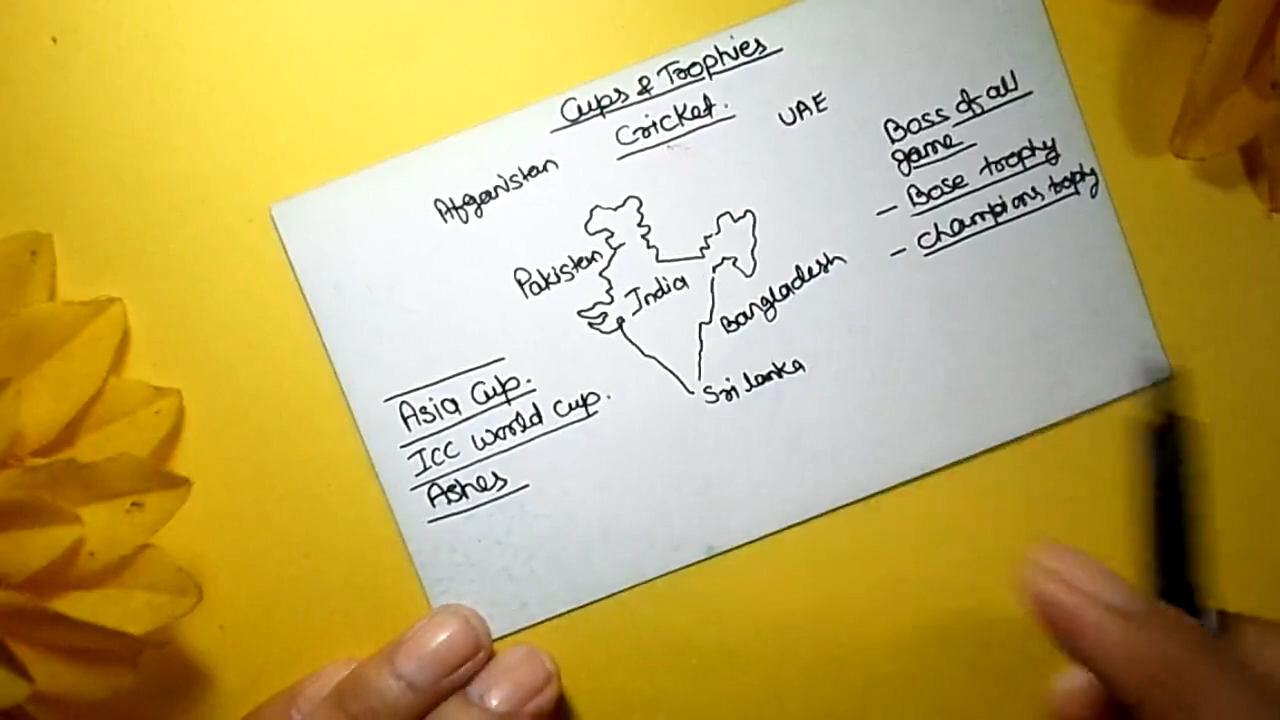 Cups & Trophies
Cricket.
UAE
Afganistan
Pakistan
India
Bangladesh
Sri lanka
Asia Cup.
ICC World Cup.
Ashes
Boss of all
game
- Bose trophy
- Champions trophy